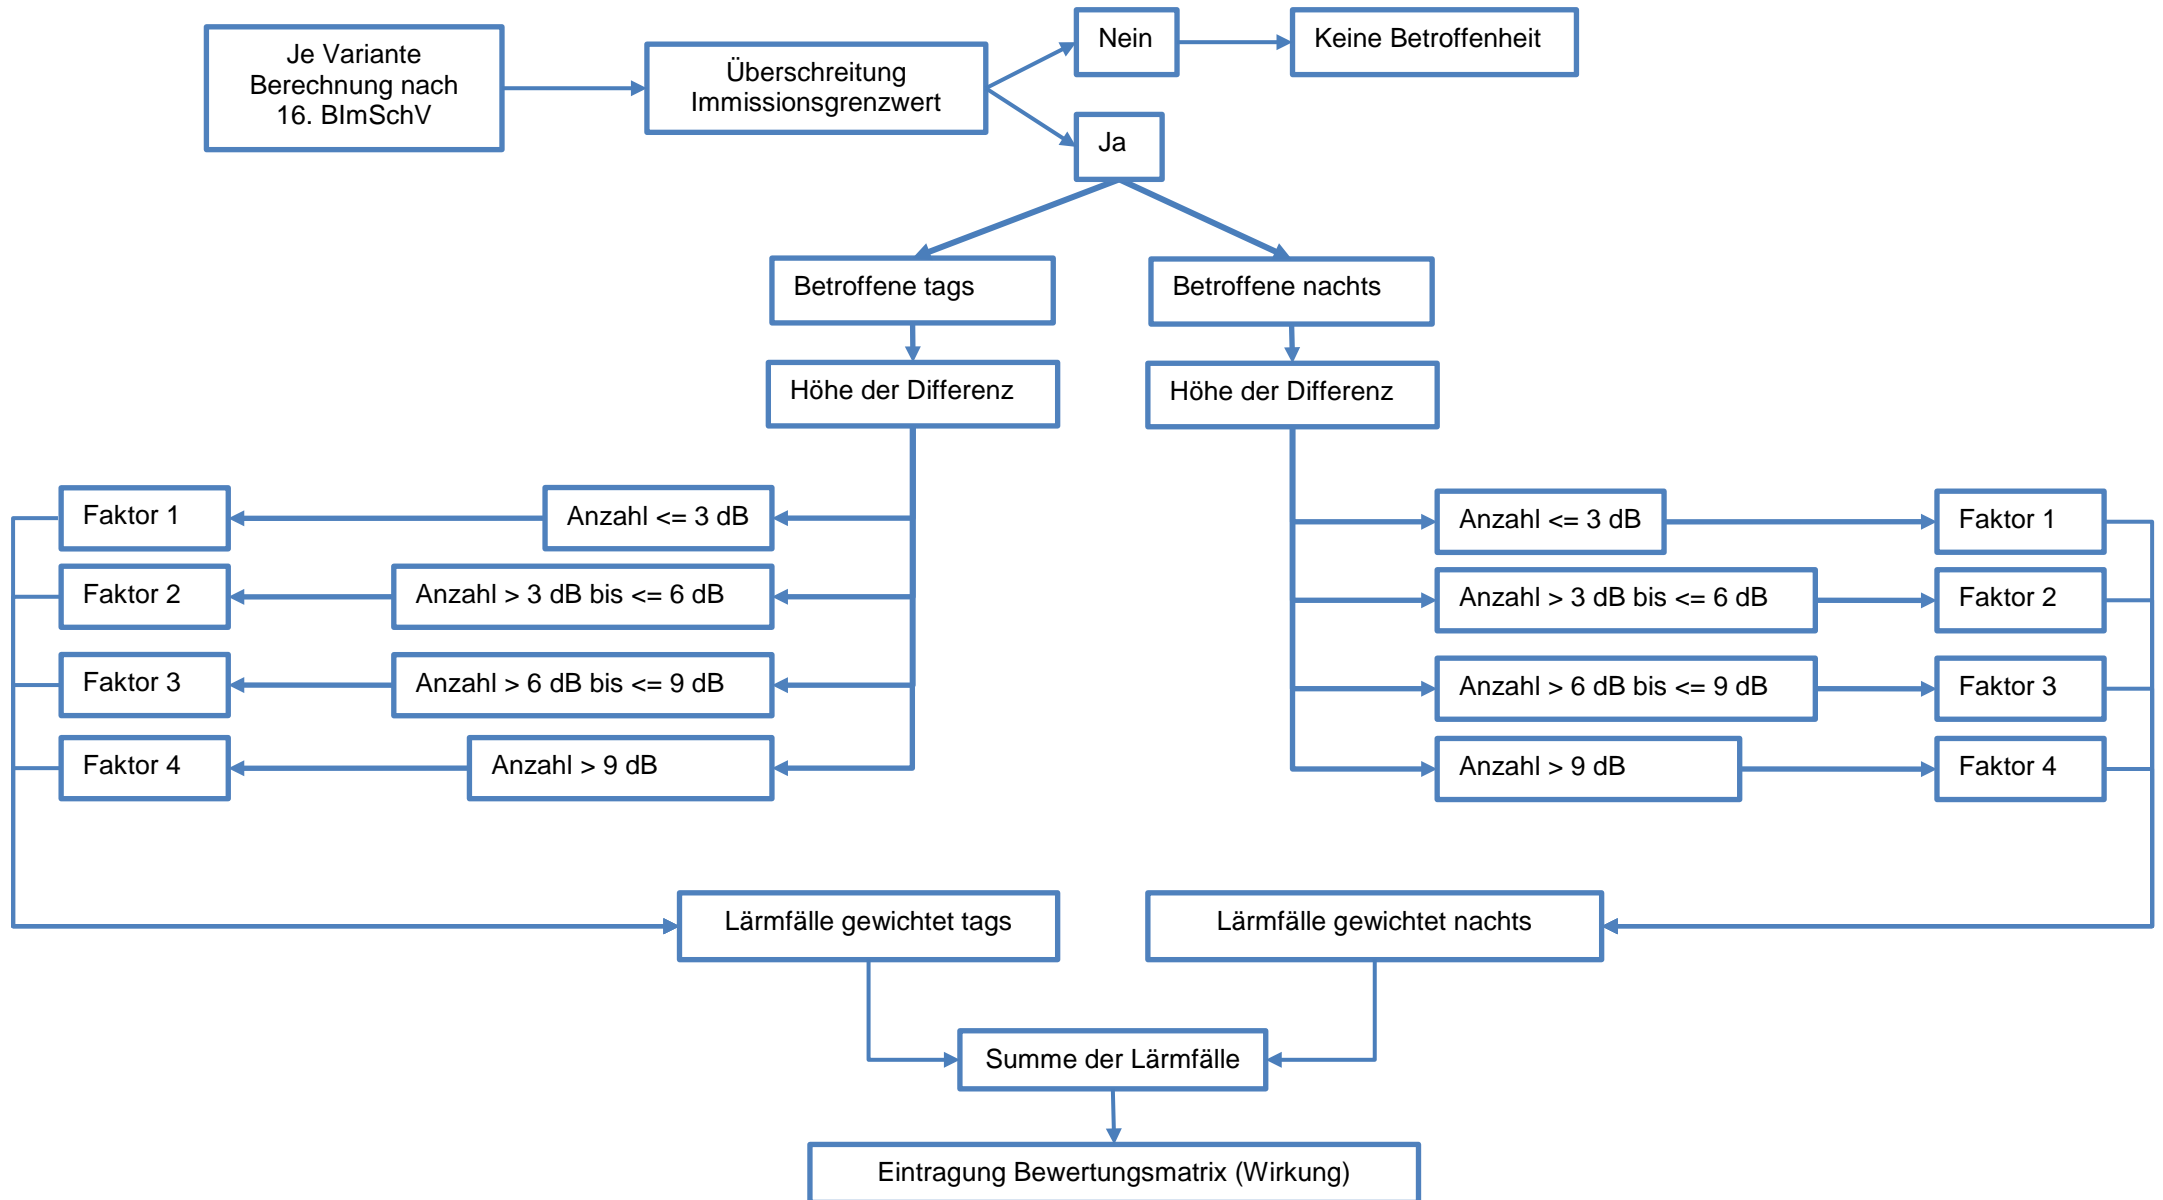 Je Variante
Berechnung nach
16. BImSchV
Überschreitung
Immissionsgrenzwert
Nein
Keine Betroffenheit
Ja
Betroffene tags
Betroffene nachts
Höhe der Differenz
Höhe der Differenz
Faktor 1
Anzahl <= 3 dB
Anzahl <= 3 dB
Faktor 1
Faktor 2
Anzahl > 3 dB bis <= 6 dB
Anzahl > 3 dB bis <= 6 dB
Faktor 2
Faktor 3
Anzahl > 6 dB bis <= 9 dB
Anzahl > 6 dB bis <= 9 dB
Faktor 3
Faktor 4
Anzahl > 9 dB
Anzahl > 9 dB
Faktor 4
Lärmfälle gewichtet tags
Lärmfälle gewichtet nachts
Summe der Lärmfälle
Eintragung Bewertungsmatrix (Wirkung)